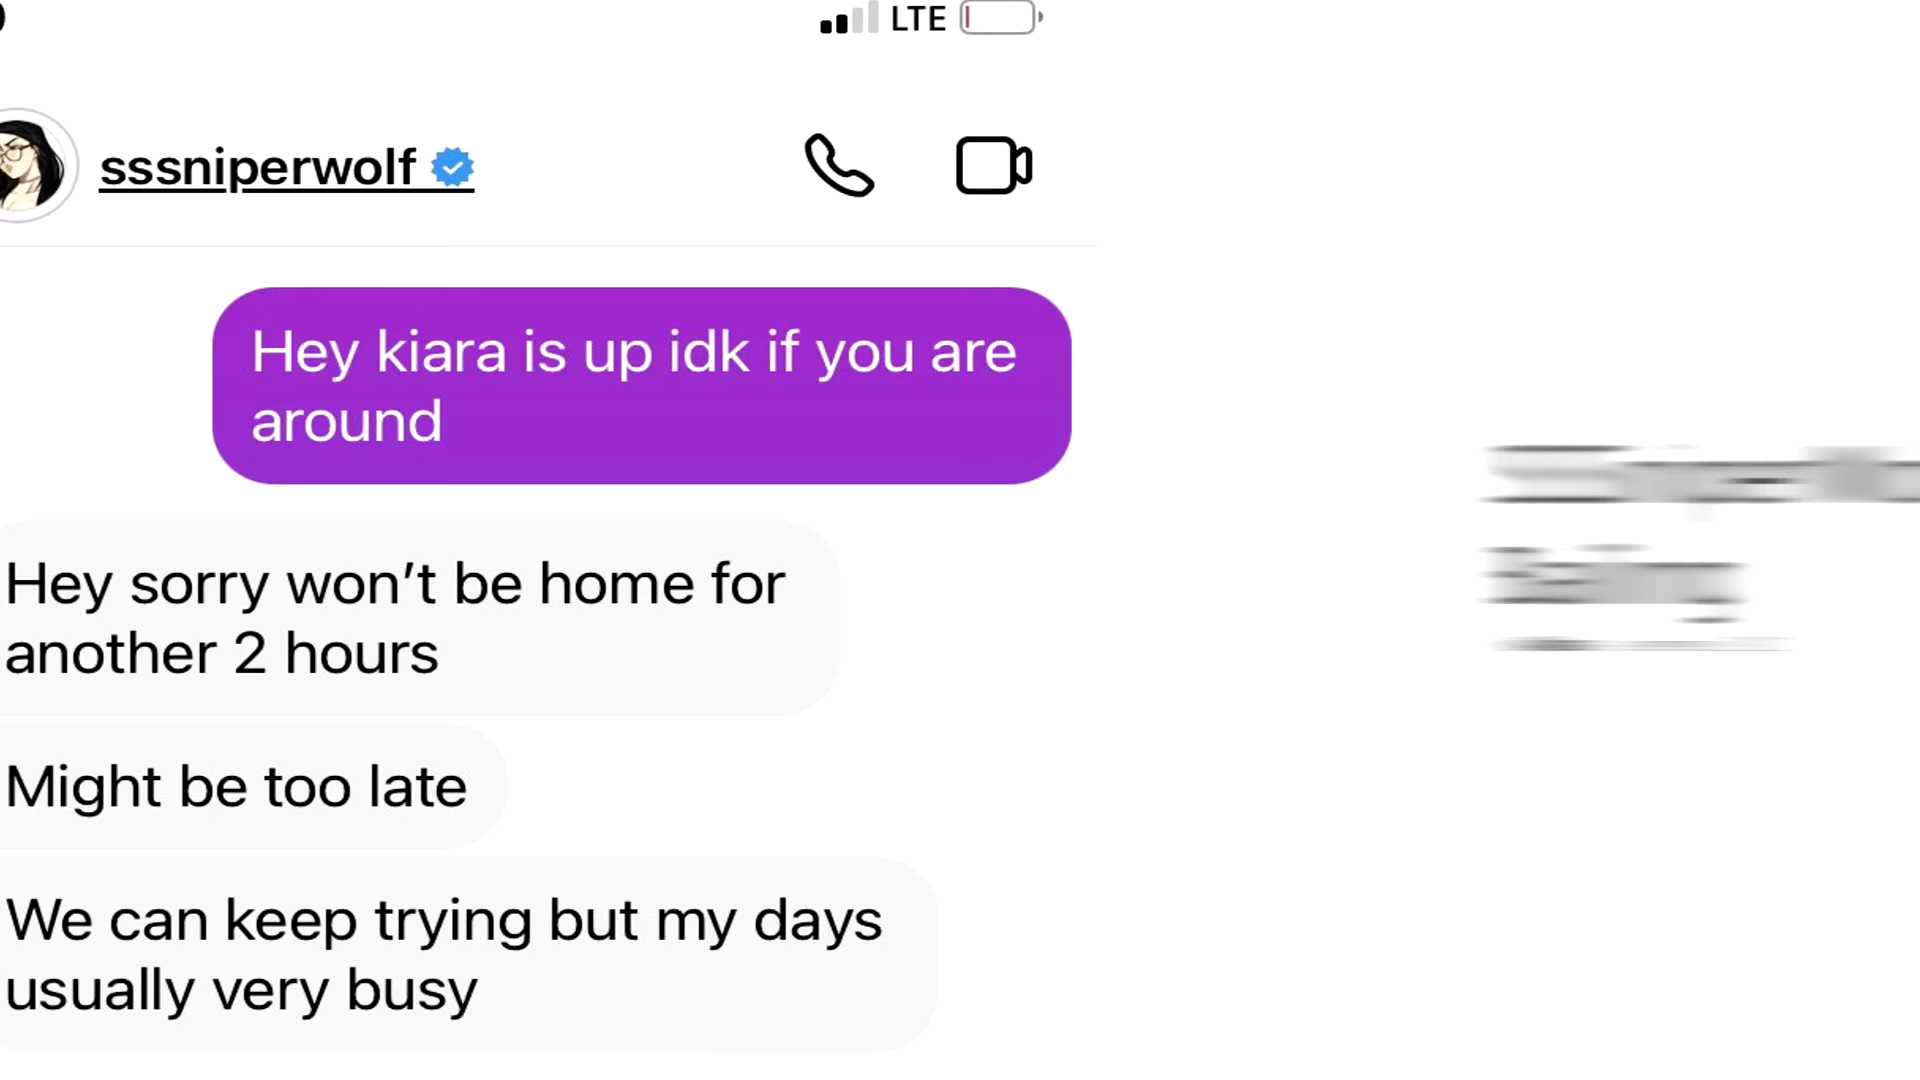 LTE
sssniperwolf
Hey kiara is up idk if you are
around
Hey sorry won’t be home for
another 2 hours
Might be too late
We can keep trying but my days
usually very busy